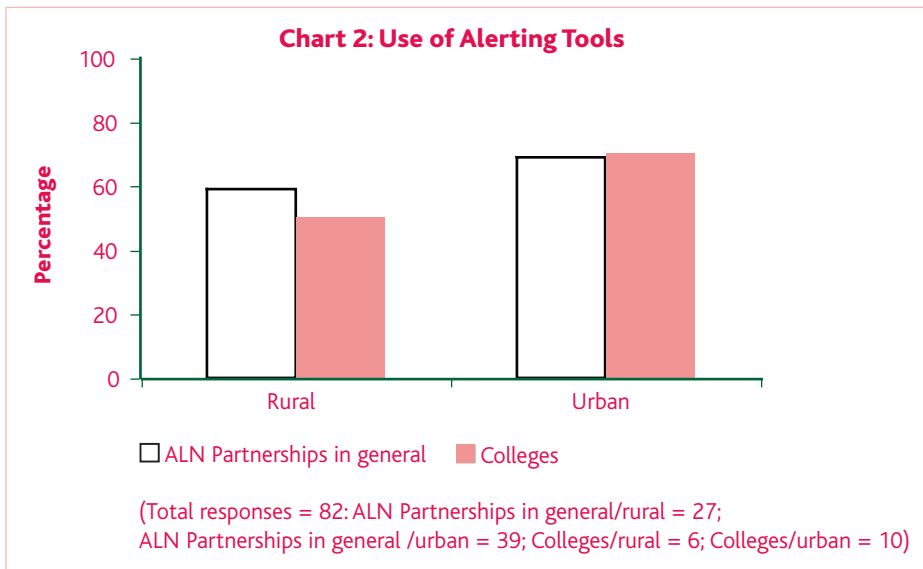 Chart 2: Use of Alerting Tools
100
80
60
40
20
0
Percentage
Rural
Urban
ALN Partnerships in general
Colleges
(Total responses = 82: ALN Partnerships in general/rural = 27;
ALN Partnerships in general /urban = 39; Colleges/rural = 6; Colleges/urban = 10)